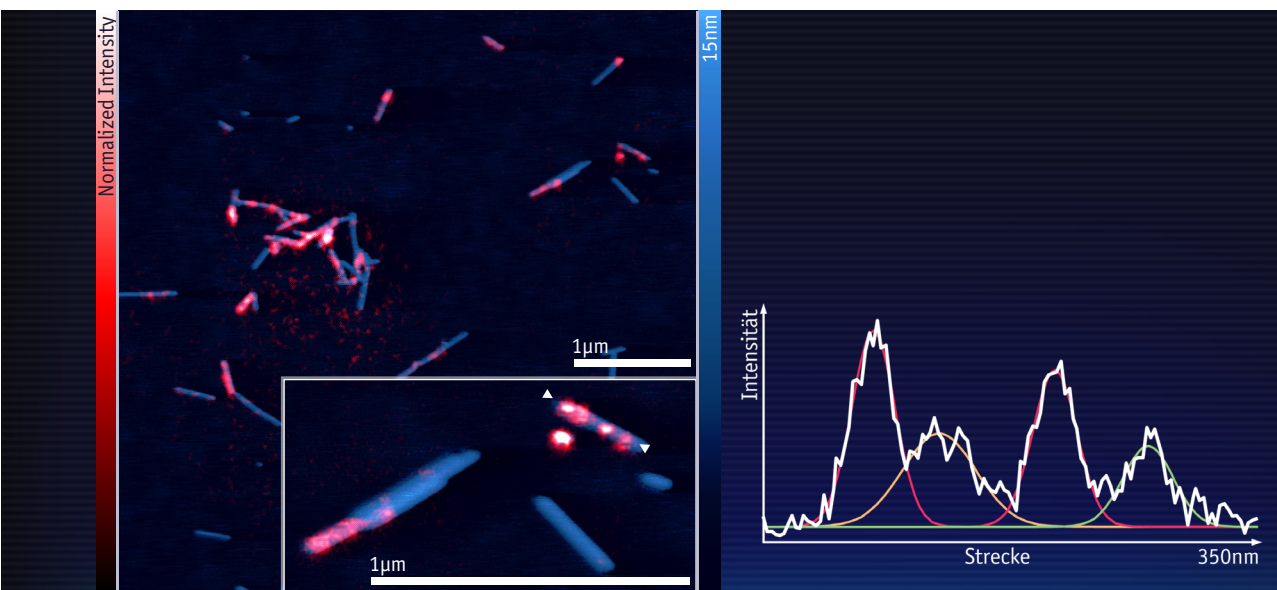 Normalized Intensity
1µm
1µm
15nm
Intensität
Strecke
350nm